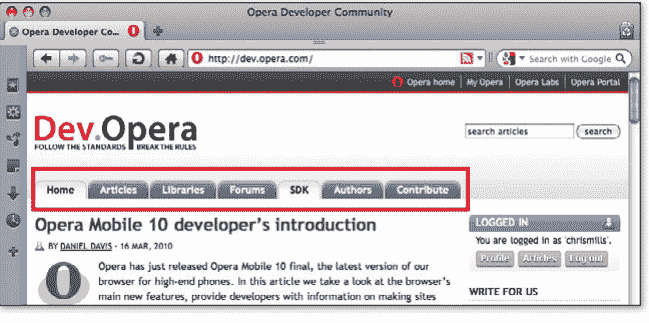 Opera Developer Community
Opera Developer Co...
http://dev.opera.com/
Search with Google
Opera home | My Opera | Opera Labs | Opera Portal
Dev.Opera
FOLLOW THE STANDARDS BREAK THE RULES
search articles
search
Home Articles Libraries Forums SDK Authors Contribute
Opera Mobile 10 developer's introduction
BY DANIEL DAVIS · 16 MAR, 2010
Opera has just released Opera Mobile 10 final, the latest version of our
browser for high-end phones. In this article we take a look at the browser's
main new features, provide developers with information on making sites
LOGGED IN
You are logged in as 'chrismills'.
Profile Articles Log out
WRITE FOR US